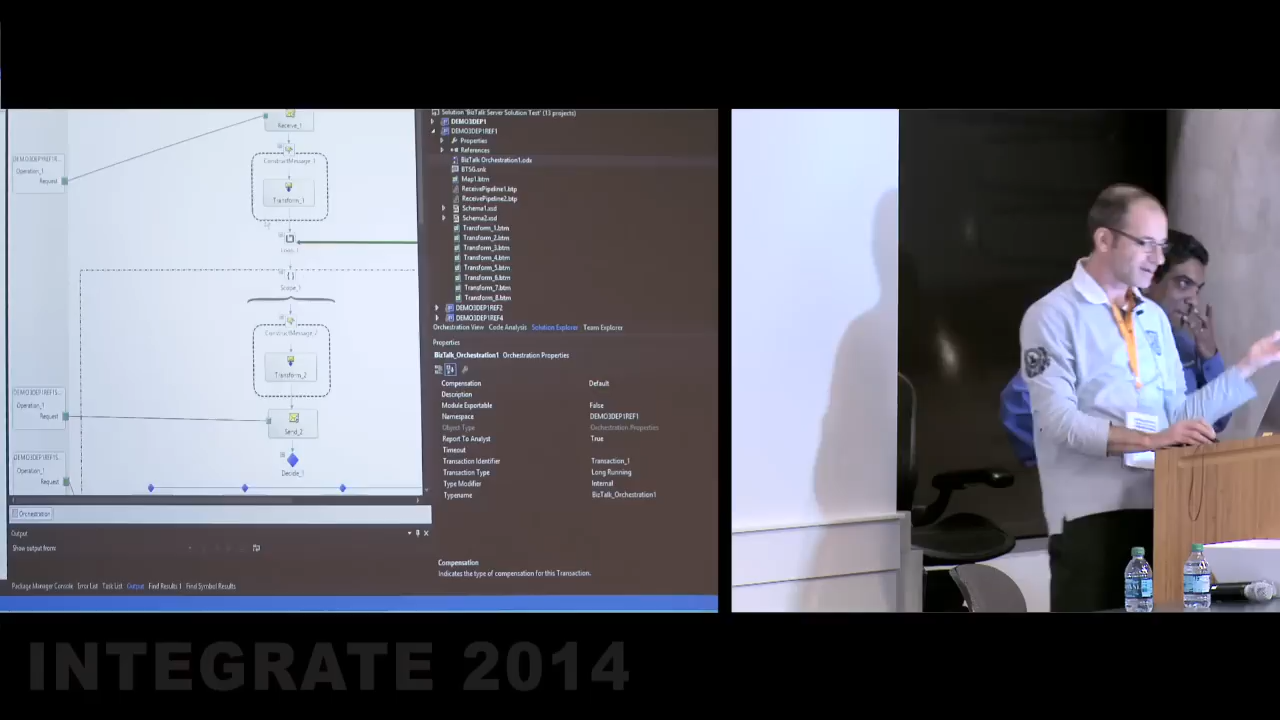 Receive_1
ConstructMessage_1
Transform_1
Scope_1
ConstructMessage_2
Transform_2
Send_2
Decide_1
Operation_1
Request
Operation_1
Request
Operation_1
Request
Orchestration
Output
Show output from:
Package Manager Console Error List Task List Output Find Results 1 Find Symbol Results
Solution 'BizTalk Server Solution Test' (13 projects)
DEMO3DEP1
DEMO3DEP1REF1
Properties
References
BizTalk Orchestration1.odx
BTSG.snk
Map1.btm
ReceivePipeline1.btp
ReceivePipeline2.btp
Schema1.xsd
Schema2.xsd
Transform_1.btm
Transform_2.btm
Transform_3.btm
Transform_4.btm
Transform_5.btm
Transform_6.btm
Transform_7.btm
Transform_8.btm
DEMO3DEP1REF2
DEMO3DEP1REF4
Orchestration View Code Analysis Solution Explorer Team Explorer
Properties
BizTalk_Orchestration1 Orchestration Properties
Compensation Default
Description
Module Exportable False
Namespace DEMO3DEP1REF1
Object Type Orchestration Properties
Report To Analyst True
Timeout
Transaction Identifier Transaction_1
Transaction Type Long Running
Type Modifier Internal
Typename BizTalk_Orchestration1
Compensation
Indicates the type of compensation for this Transaction.
INTEGRATE 2014